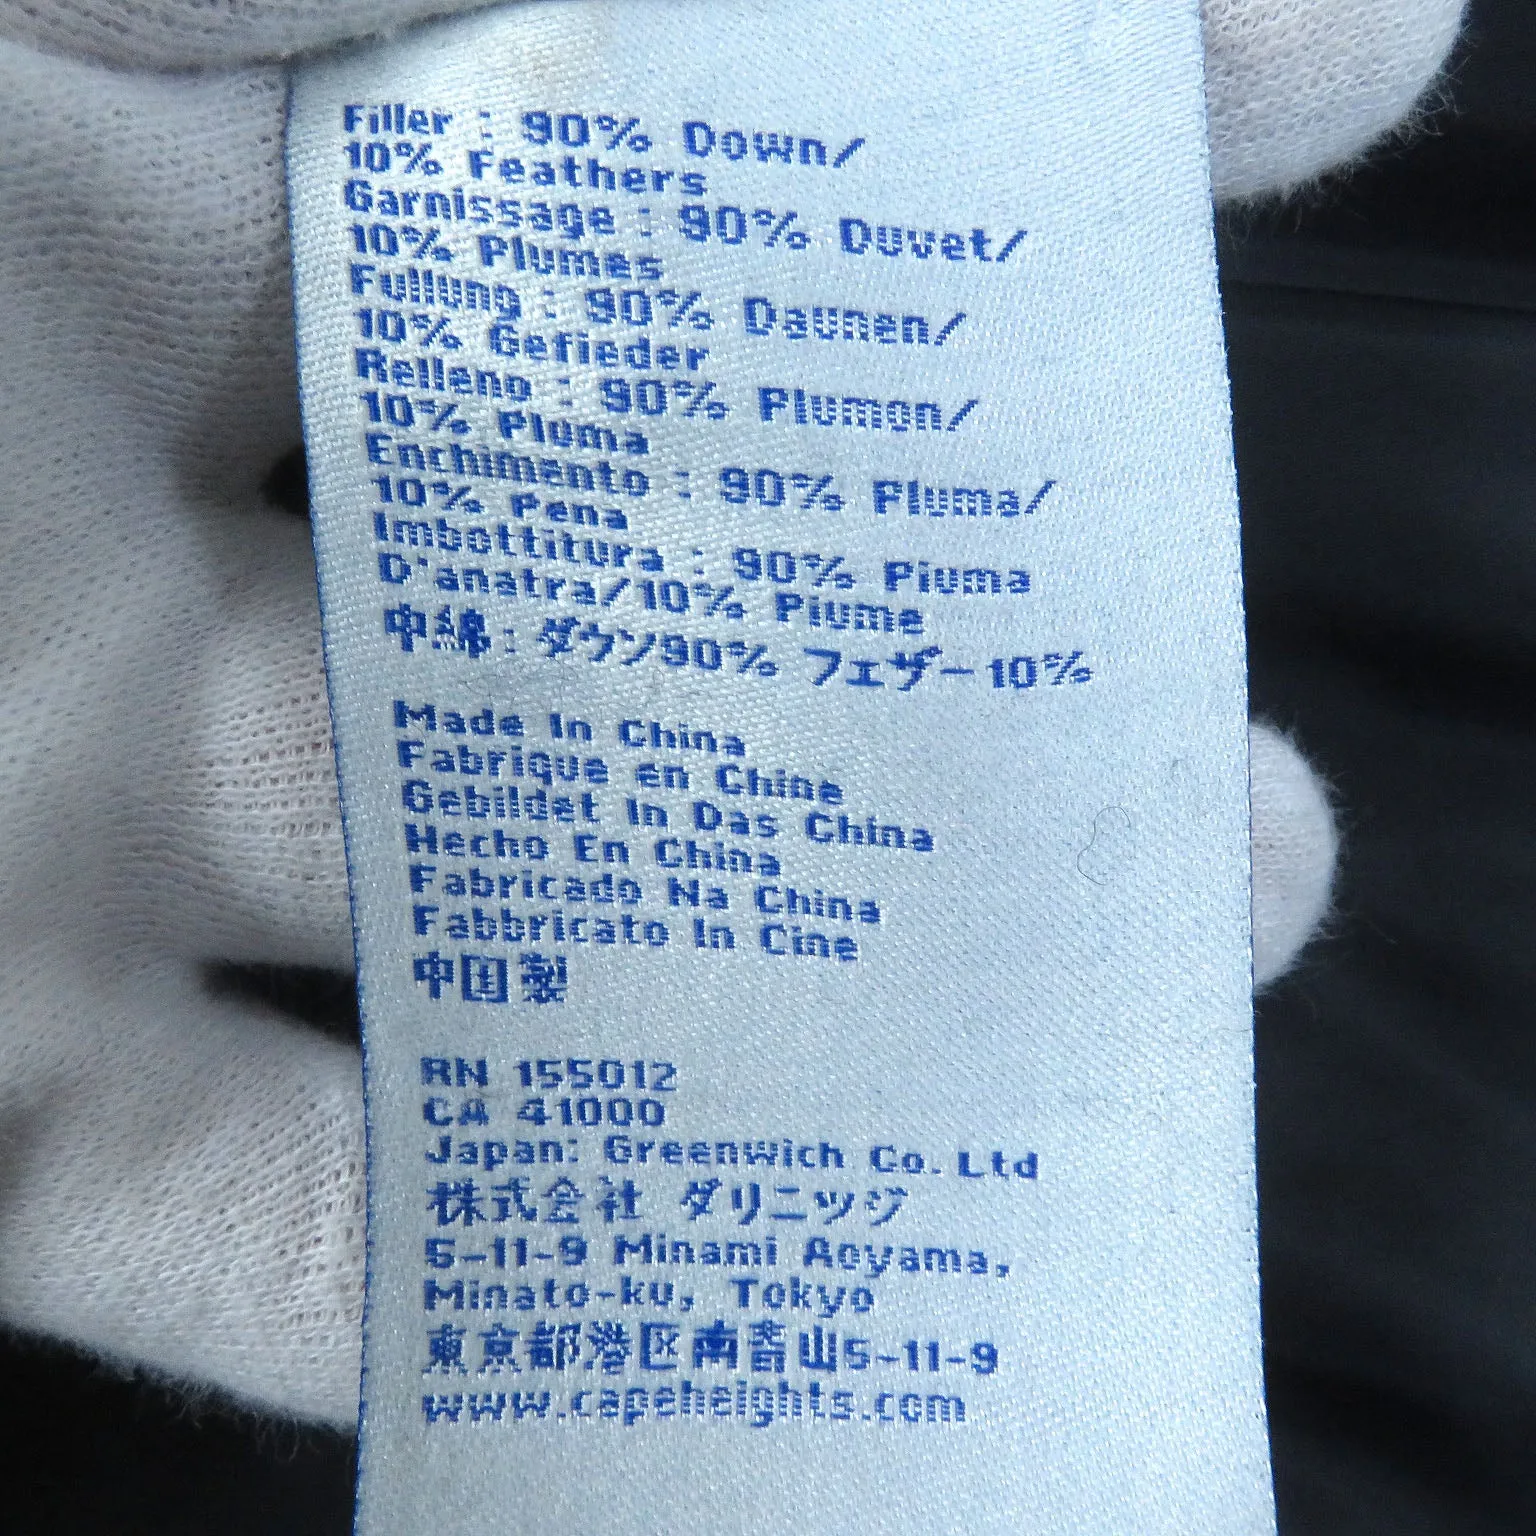 Filler : 90% Down/
10% Feathers
Garnissage : 90% Duvet/
10% Plumes
Fullung : 90% Daunen/
10% Gefieder
Relleno : 90% Plumon/
10% Pluma
Enchimento : 90% Pluma/
10% Pena
Imbottitura : 90% Piuma
D'anatra/10% Piume
中綿 : ダウン90% フェザー10%
Made In China
Fabrique en Chine
Gebildet In Das China
Hecho En China
Fabricado Na China
Fabbricato In Cine
中国製
RN 155012
CA 41000
Japan: Greenwich Co. Ltd
株式会社 ダリニッジ
5-11-9 Minami Aoyama,
Minato-ku, Tokyo
東京都港区南青山5-11-9
www.capeheights.com